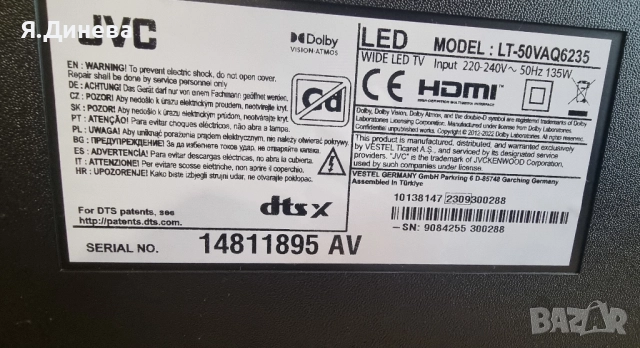 Я.Динева
JVC
Dolby
VISION·ATMOS
EN : WARNING! To prevent electric shock, do not open cover.
Repair shall be done by service personnel only.
DE : ACHTUNG! Das Gerät darf nur von einem Fachmann geöffnet werden.
CZ : POZOR! Aby nedošlo k úrazu elektrickým proudem, neotvírejte kryt.
SK : POZOR! Aby nedošlo k úrazu elektrickým prúdom, neotvárajte kryt.
PT : ATENÇÃO! Para evitar choques eléctricos, não abra a tampa.
PL : UWAGA! W celu uniknięcia porażenia prądem elektrycznym, nie należy otwierać pokrywy.
BG : ПРЕДУПРЕЖДЕНИЕ! За да избегнете токов удар, не отваряйте капака.
ES : ADVERTENCIA! Para evitar descargas eléctricas, no abra la cubierta.
IT : ATTENZIONE! Per evitare scariche elettriche, non aprire il coperchio.
HR : UPOZORENJE! Kako biste izbjegli strujni udar, ne otvarajte poklopac.
Cd
For DTS patents, see
http://patents.dts.com.
dts X
SERIAL NO. 14811895 AV
LED MODEL : LT-50VAQ6235
WIDE LED TV Input 220-240V~ 50Hz 135W
CE HDMI
HIGH-DEFINITION MULTIMEDIA INTERFACE
Dolby, Dolby Vision, Dolby Atmos, and the double-D symbol are registered
trademarks of Dolby Laboratories Licensing Corporation. Manufactured under license from Dolby
Laboratories. Confidential unpublished works. Copyright © 2012-2022 Dolby Laboratories.
All rights reserved.
This product is manufactured, distributed, and warranted exclusively
by VESTEL Ticaret A.Ş. and serviced by its designated service
providers. "JVC" is the trademark of JVCKENWOOD Corporation,
used by such companies under license.
VESTEL GERMANY GmbH Parkring 6 D-85748 Garching Germany
Assembled in Türkiye
10138147 2309300288
SN: 9084255 300288
BAZAR